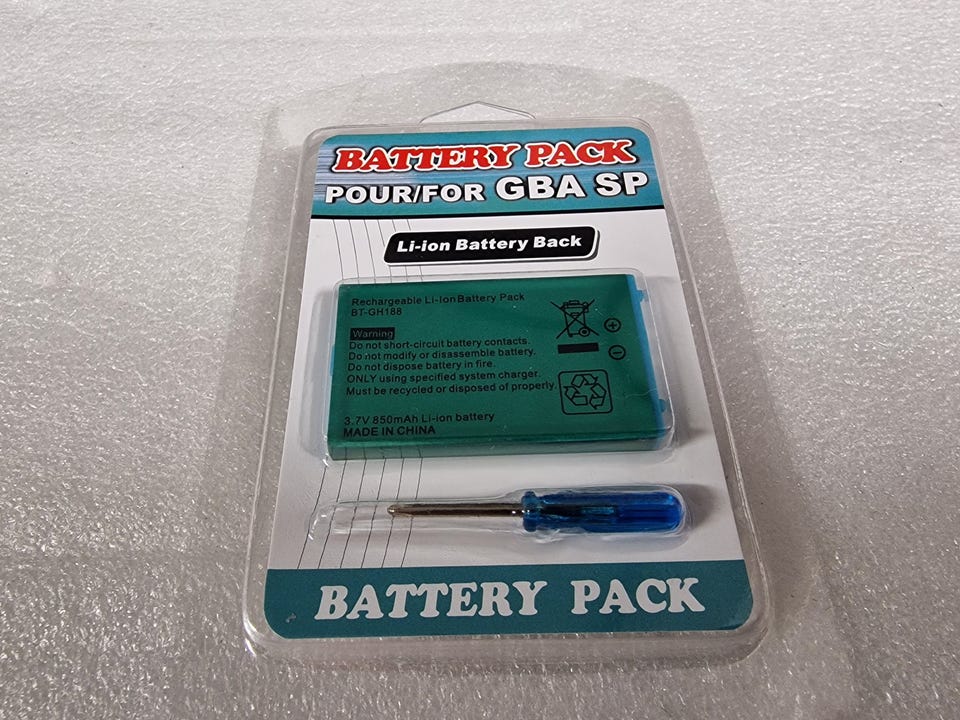 BATTERY PACK
POUR/FOR GBA SP
Li-ion Battery Back
Rechargeable Li-IonBattery Pack
BT-GH188
Warning
Do not short-circuit battery contacts.
Do not modify or disassemble battery.
Do not dispose battery in fire.
ONLY using specified system charger.
Must be recycled or disposed of properly.
3.7V 850mAh Li-ion battery
MADE IN CHINA
+
−
BATTERY PACK